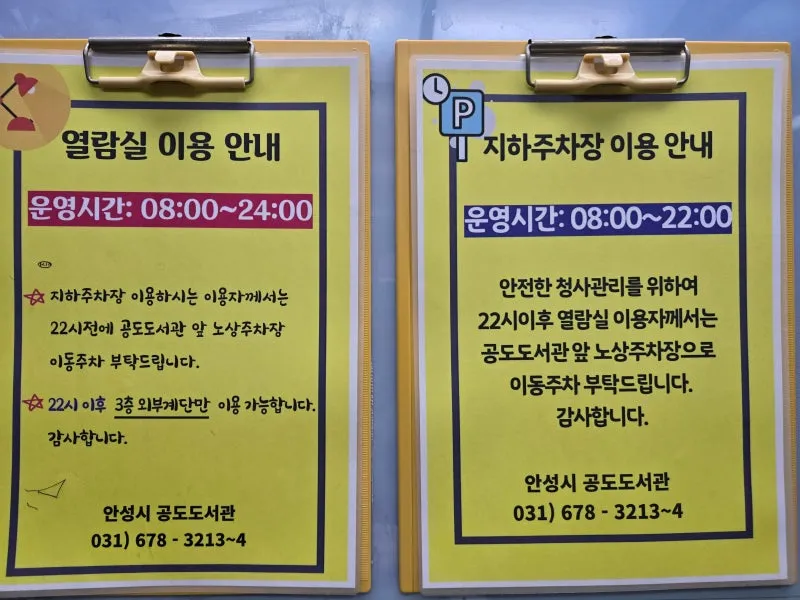 열람실 이용 안내
운영시간: 08:00~24:00
지하주차장 이용하시는 이용자께서는
22시전에 공도도서관 앞 노상주차장
이동주차 부탁드립니다.
22시 이후 3층 외부계단만 이용 가능합니다.
감사합니다.
안성시 공도도서관
031) 678 - 3213~4
P
지하주차장 이용 안내
운영시간: 08:00~22:00
안전한 청사관리를 위하여
22시이후 열람실 이용자께서는
공도도서관 앞 노상주차장으로
이동주차 부탁드립니다.
감사합니다.
안성시 공도도서관
031) 678 - 3213~4